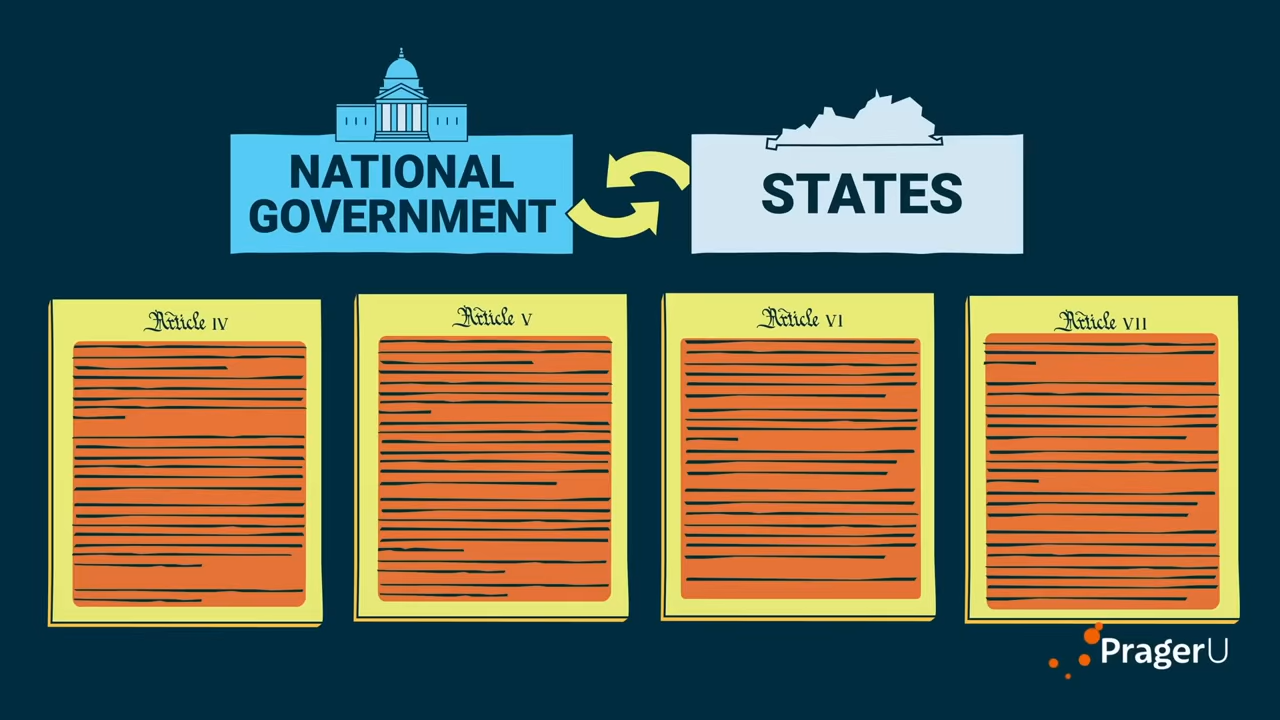 NATIONAL
GOVERNMENT
STATES
Article IV
Article V
Article VI
Article VII
PragerU